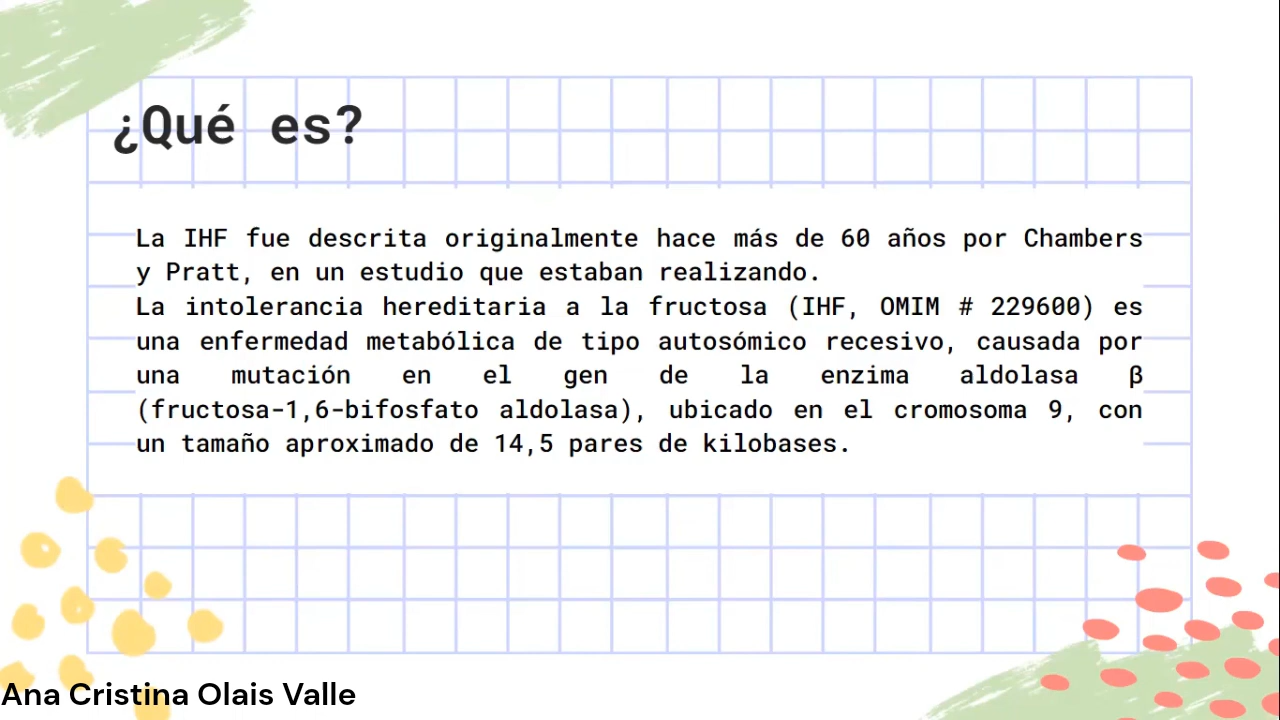 ¿Qué es?
La IHF fue descrita originalmente hace más de 60 años por Chambers
y Pratt, en un estudio que estaban realizando.
La intolerancia hereditaria a la fructosa (IHF, OMIM # 229600) es
una enfermedad metabólica de tipo autosómico recesivo, causada por
una mutación en el gen de la enzima aldolasa β
(fructosa-1,6-bifosfato aldolasa), ubicado en el cromosoma 9, con
un tamaño aproximado de 14,5 pares de kilobases.
Ana Cristina Olais Valle